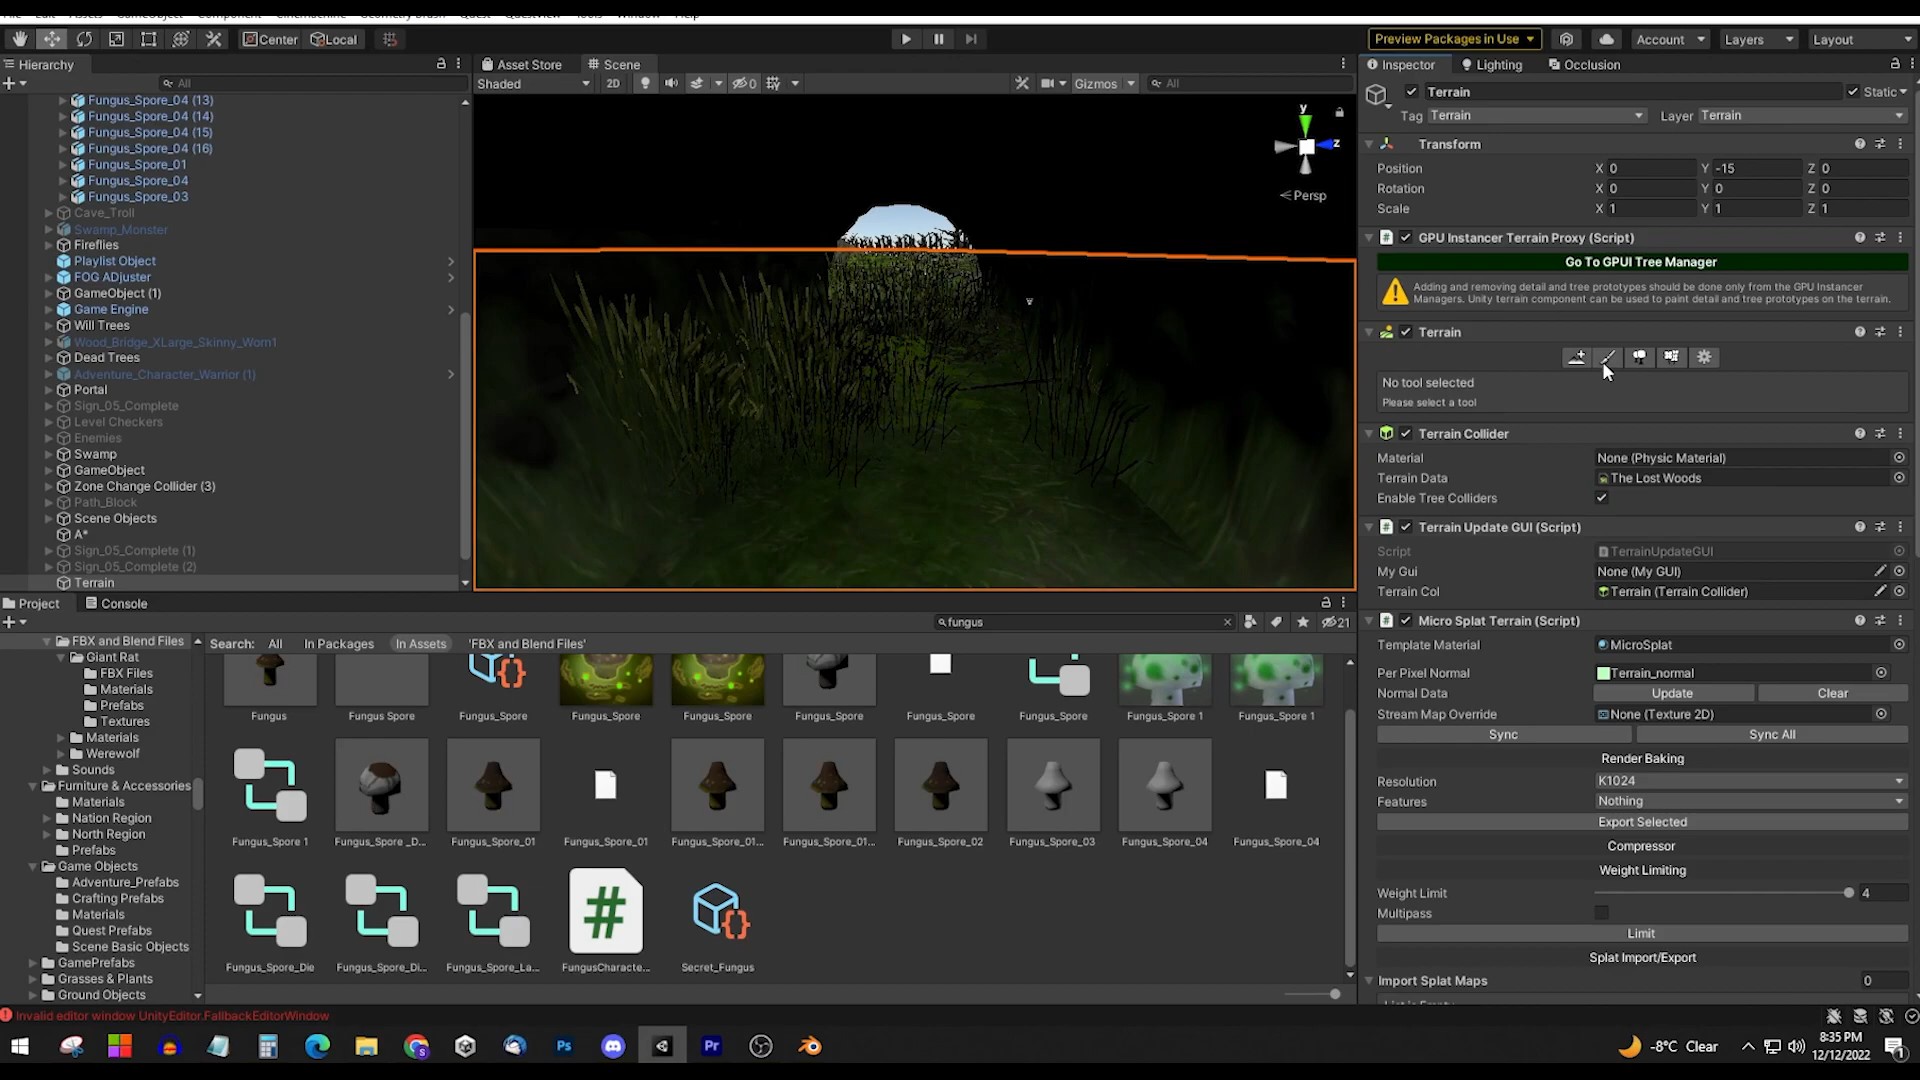 Center
Local
Preview Packages in Use
Account
Layers
Layout
Hierarchy
All
Fungus_Spore_04 (13)
Fungus_Spore_04 (14)
Fungus_Spore_04 (15)
Fungus_Spore_04 (16)
Fungus_Spore_01
Fungus_Spore_04
Fungus_Spore_03
Cave_Troll
Swamp_Monster
Fireflies
Playlist Object
FOG ADjuster
GameObject (1)
Game Engine
Will Trees
Wood_Bridge_XLarge_Skinny_Worn1
Dead Trees
Adventure_Character_Warrior (1)
Portal
Sign_05_Complete
Level Checkers
Enemies
Swamp
GameObject
Zone Change Collider (3)
Path_Block
Scene Objects
A*
Sign_05_Complete (1)
Sign_05_Complete (2)
Terrain
Asset Store
Scene
Shaded
2D
0
Gizmos
All
y
z
Persp
Inspector
Lighting
Occlusion
Terrain
Static
Tag Terrain
Layer Terrain
Transform
Position X 0 Y -15 Z 0
Rotation X 0 Y 0 Z 0
Scale X 1 Y 1 Z 1
GPU Instancer Terrain Proxy (Script)
Go To GPUI Tree Manager
Adding and removing detail and tree prototypes should be done only from the GPU Instancer
Managers. Unity terrain component can be used to paint detail and tree prototypes on the terrain.
Terrain
No tool selected
Please select a tool
Terrain Collider
Material None (Physic Material)
Terrain Data The Lost Woods
Enable Tree Colliders
Terrain Update GUI (Script)
Script TerrainUpdateGUI
My Gui None (My GUI)
Terrain Col Terrain (Terrain Collider)
Micro Splat Terrain (Script)
Template Material MicroSplat
Per Pixel Normal Terrain_normal
Normal Data Update Clear
Stream Map Override None (Texture 2D)
Sync Sync All
Render Baking
Resolution K1024
Features Nothing
Export Selected
Compressor
Weight Limiting
Weight Limit 4
Multipass
Limit
Splat Import/Export
Import Splat Maps 0
Project
Console
fungus
21
FBX and Blend Files
Giant Rat
FBX Files
Materials
Prefabs
Textures
Materials
Werewolf
Sounds
Furniture & Accessories
Materials
Nation Region
North Region
Prefabs
Game Objects
Adventure_Prefabs
Crafting Prefabs
Materials
Quest Prefabs
Scene Basic Objects
GamePrefabs
Grasses & Plants
Ground Objects
Search: All In Packages In Assets 'FBX and Blend Files'
Fungus Fungus Spore Fungus_Spore Fungus_Spore Fungus_Spore Fungus_Spore Fungus_Spore Fungus_Spore Fungus_Spore 1 Fungus_Spore 1
Fungus_Spore 1 Fungus_Spore _D... Fungus_Spore_01 Fungus_Spore_01 Fungus_Spore_01... Fungus_Spore_01... Fungus_Spore_02 Fungus_Spore_03 Fungus_Spore_04 Fungus_Spore_04
Fungus_Spore_Die Fungus_Spore_Di... Fungus_Spore_La... FungusCharacte... Secret_Fungus
Invalid editor window UnityEditor.FallbackEditorWindow
-8°C Clear
8:35 PM
12/12/2022